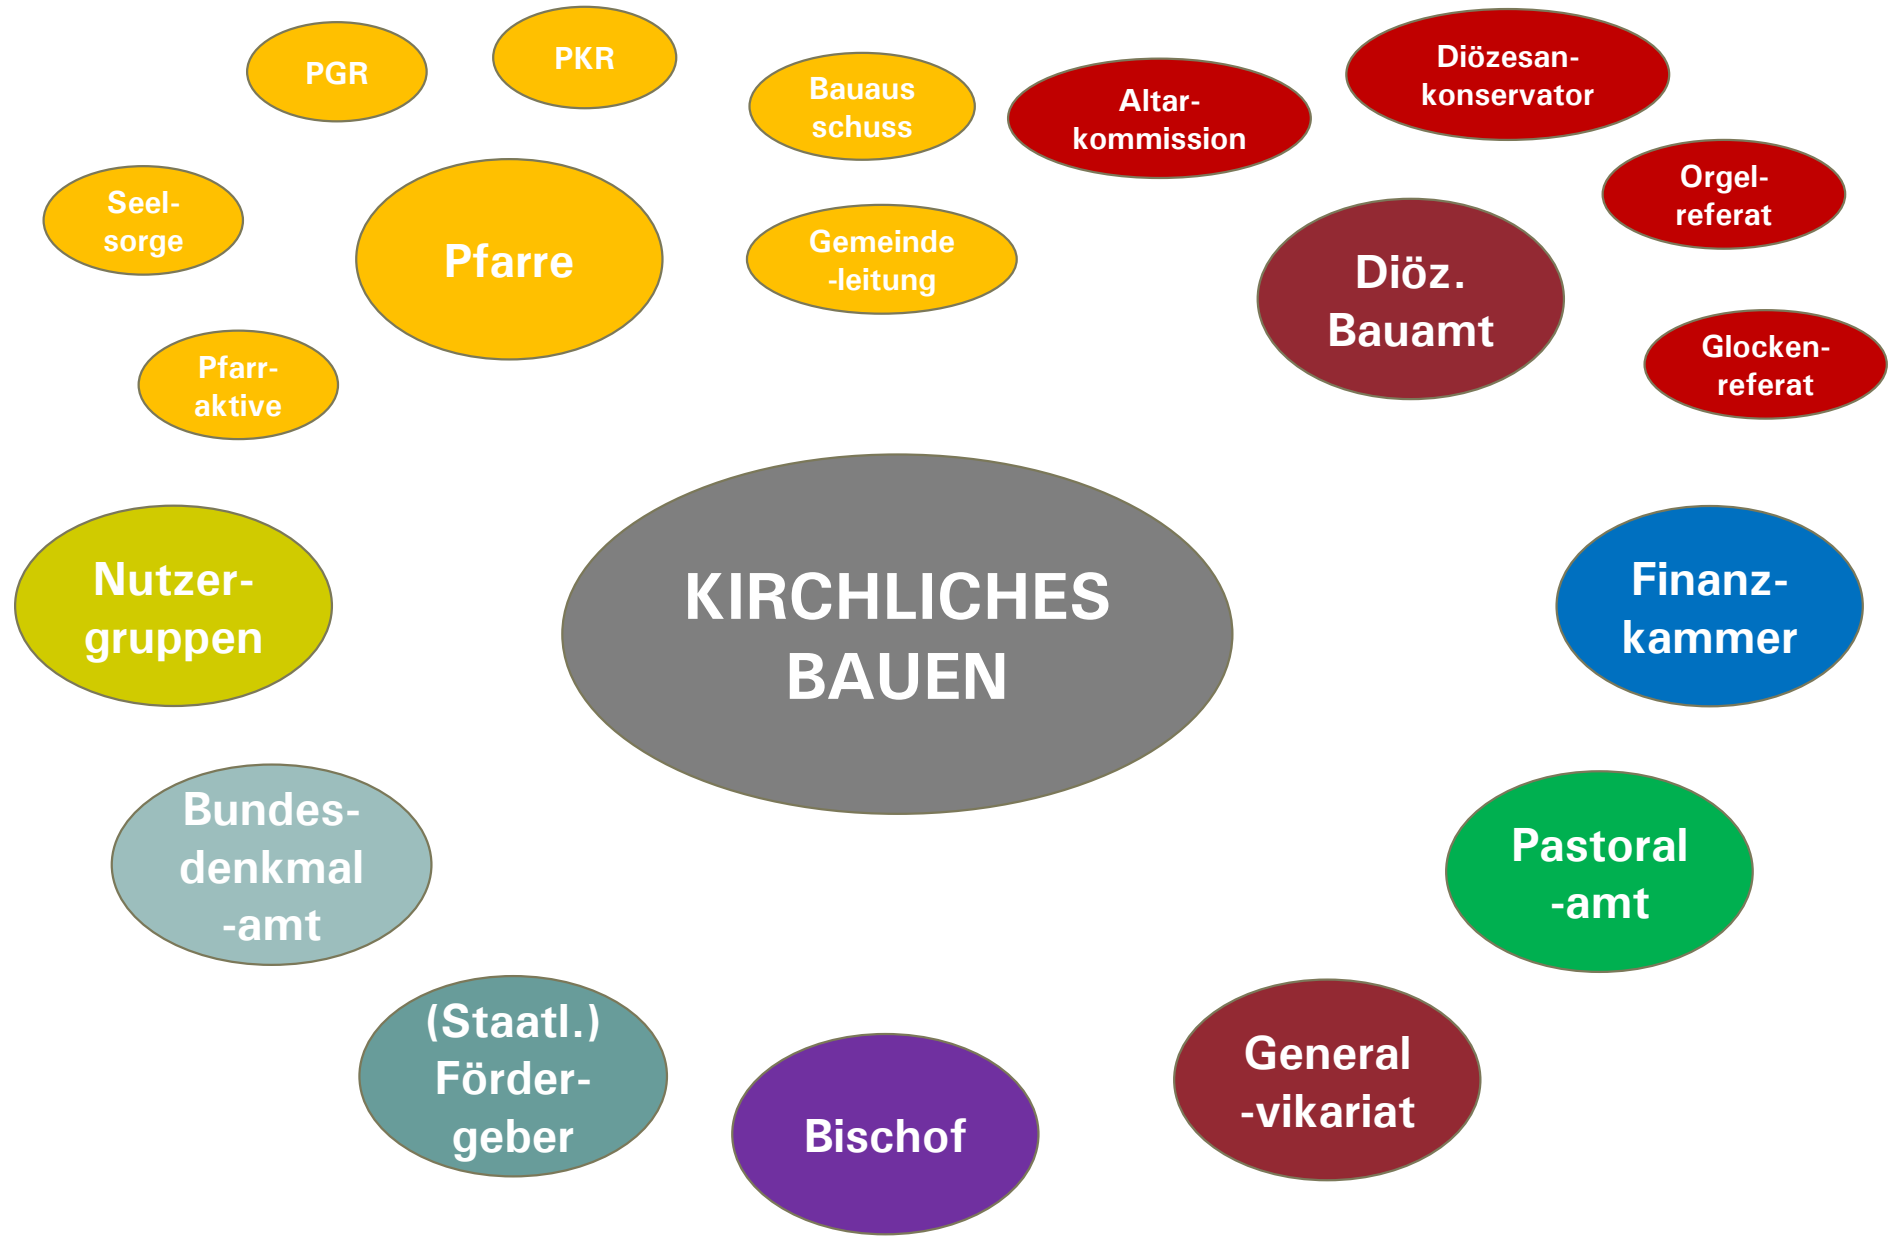 PGR
PKR
Bauaus
schuss
Altar-
kommission
Diözesan-
konservator
Seel-
sorge
Pfarre
Gemeinde
-leitung
Diöz.
Bauamt
Orgel-
referat
Pfarr-
aktive
Glocken-
referat
Nutzer-
gruppen
KIRCHLICHES
BAUEN
Finanz-
kammer
Bundes-
denkmal
-amt
Pastoral
-amt
(Staatl.)
Förder-
geber
Bischof
General
-vikariat